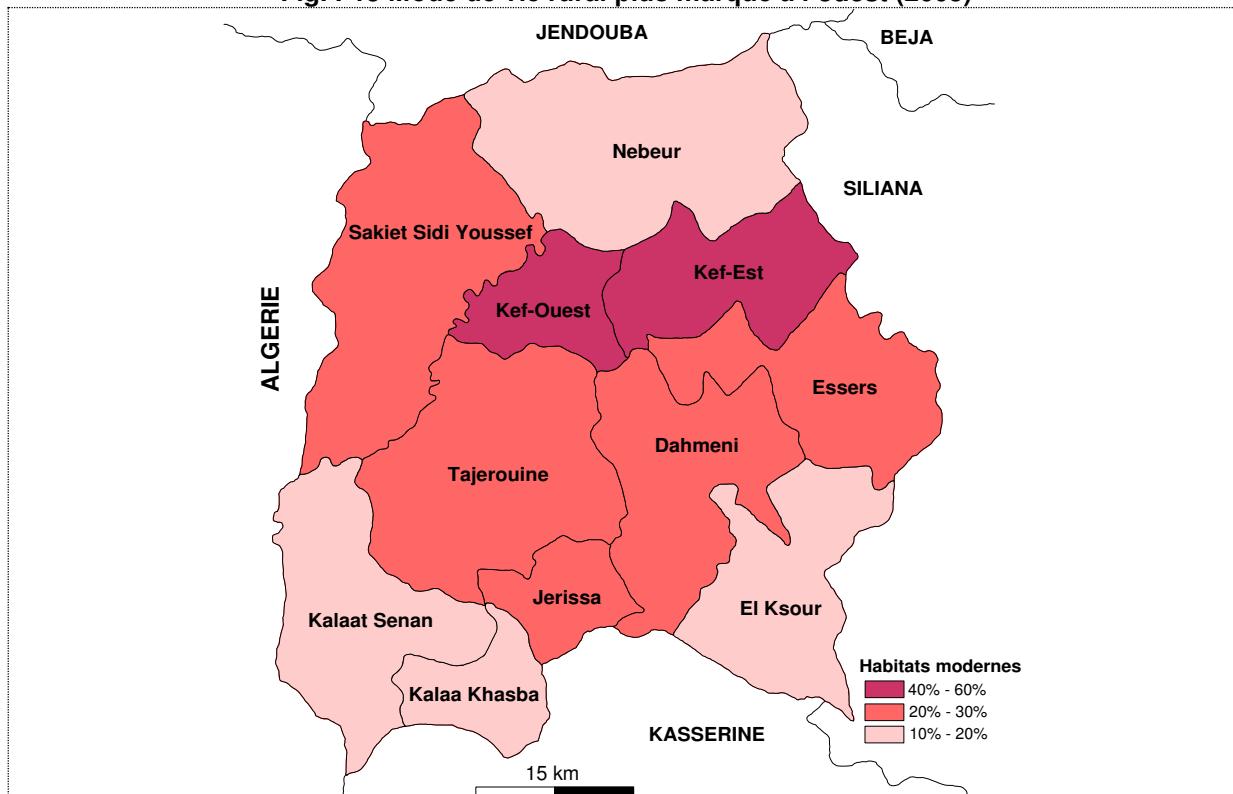 JENDOUBA
BEJA
Nebeur
SILIANA
Sakiet Sidi Youssef
Kef-Est
Kef-Ouest
ALGERIE
Essers
Dahmeni
Tajerouine
Jerissa
El Ksour
Kalaat Senan
Kalaa Khasba
KASSERINE
Habitats modernes
40% - 60%
20% - 30%
10% - 20%
15 km